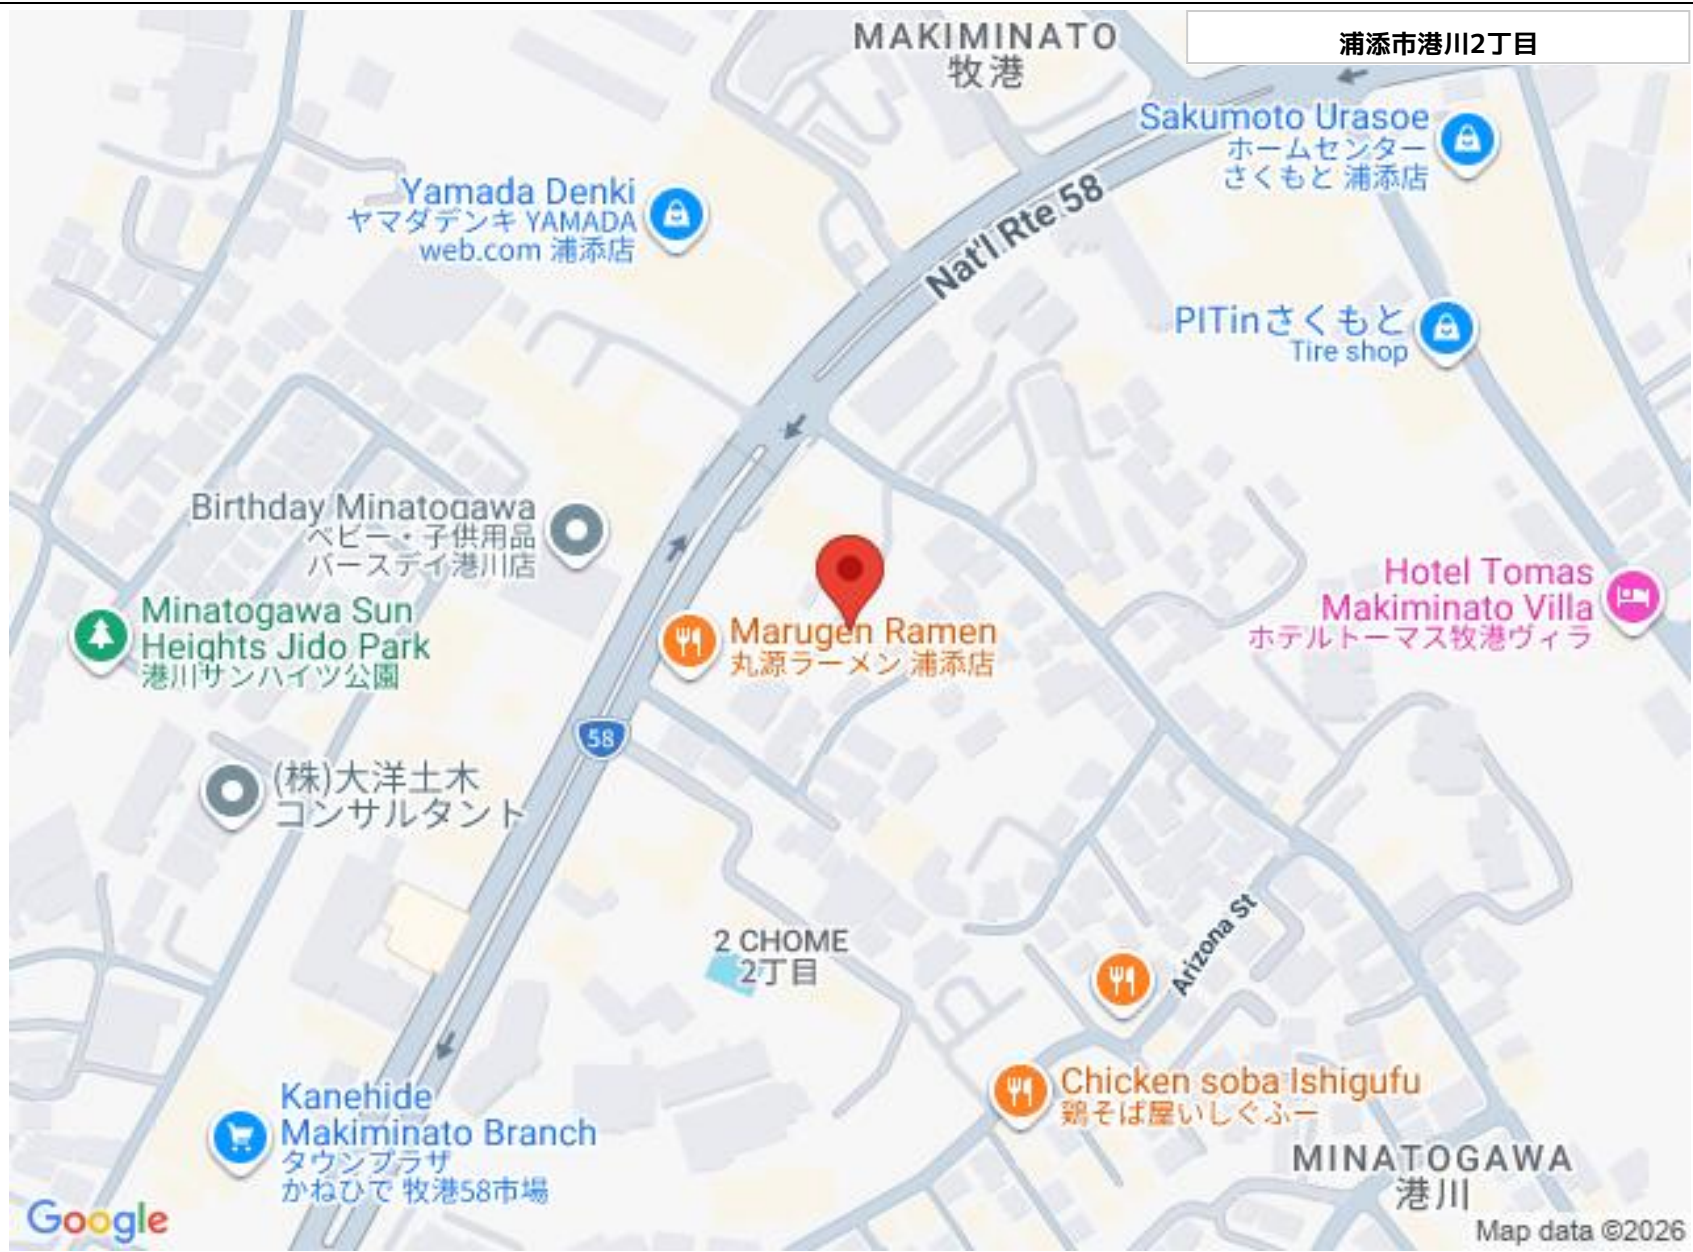 MAKIMINATO
牧港
浦添市港川2丁目
Sakumoto Urasoe
ホームセンター
さくもと 浦添店
Yamada Denki
ヤマダデンキ YAMADA
web.com 浦添店
Nat'l Rte 58
PITinさくもと
Tire shop
Birthday Minatogawa
ベビー・子供用品
バースデイ港川店
Hotel Tomas
Makiminato Villa
ホテルトーマス牧港ヴィラ
Minatogawa Sun
Heights Jido Park
港川サンハイツ公園
Marugen Ramen
丸源ラーメン 浦添店
58
(株)大洋土木
コンサルタント
Arizona St
2 CHOME
2丁目
Chicken soba Ishigufu
鶏そば屋いしぐふー
Kanehide
Makiminato Branch
タウンプラザ
かねひで 牧港58市場
MINATOGAWA
港川
Google
Map data ©2026